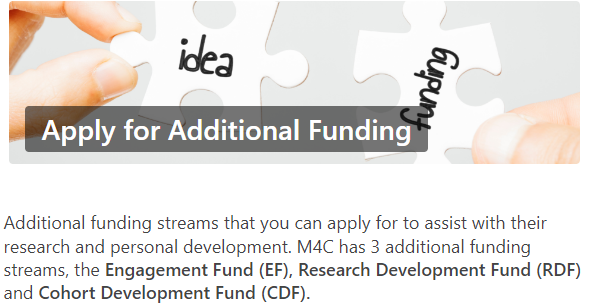 idea
funding
Apply for Additional Funding
Additional funding streams that you can apply for to assist with their
research and personal development. M4C has 3 additional funding
streams, the Engagement Fund (EF), Research Development Fund (RDF)
and Cohort Development Fund (CDF).